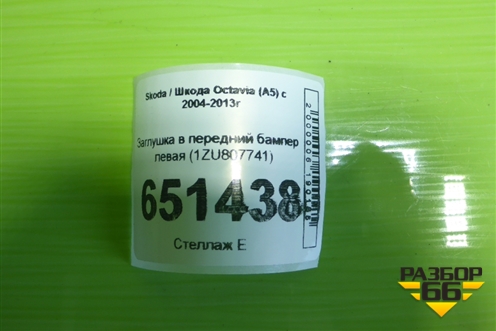 Skoda / Шкода Octavia (A5) с
2004-2013г
Заглушка в передний бампер
левая (1ZU807741)
651438
Стеллаж Е
РАЗБОР
66